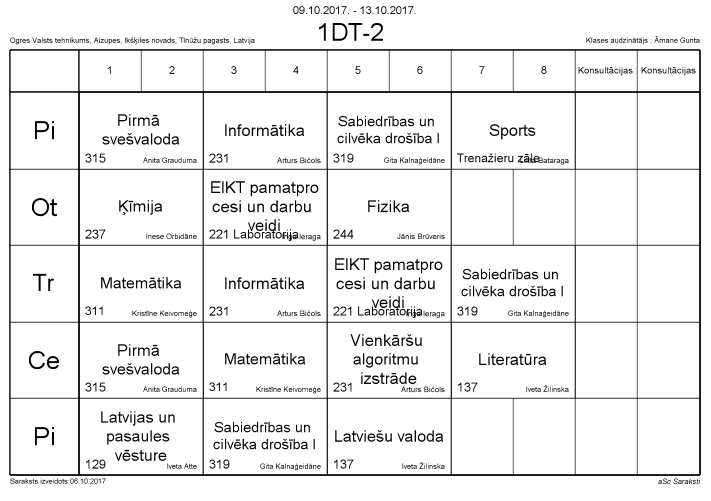 09.10.2017. - 13.10.2017.
1DT-2
Ogres Valsts tehnikums, Aizupes, Ikšķiles novads, Tīnūžu pagasts, Latvija
Klases audzinātājs : Āmane Gunta
1 2 3 4 5 6 7 8 Konsultācijas Konsultācijas
Pi
Pirmā
svešvaloda
315 Anita Grauduma
Informātika
231 Arturs Bičols
Sabiedrības un
cilvēka drošība I
319 Gita Kalnaģeidāne
Sports
Trenažieru zāle Bataraga
Ot
Ķīmija
237 Inese Orbidāne
EIKT pamatpro
cesi un darbu
veidi
221 Laboratorija
Fizika
244 Jānis Brūveris
Tr
Matemātika
311 Kristīne Keivomeģe
Informātika
231 Arturs Bičols
EIKT pamatpro
cesi un darbu
veidi
221 Laboratorija
Sabiedrības un
cilvēka drošība I
319 Gita Kalnaģeidāne
Ce
Pirmā
svešvaloda
315 Anita Grauduma
Matemātika
311 Kristīne Keivomeģe
Vienkāršu
algoritmu
izstrāde
231 Arturs Bičols
Literatūra
137 Iveta Žilinska
Pi
Latvijas un
pasaules
vēsture
129 Iveta Atte
Sabiedrības un
cilvēka drošība I
319 Gita Kalnaģeidāne
Latviešu valoda
137 Iveta Žilinska
Saraksts izveidots:06.10.2017
aSc Saraksti